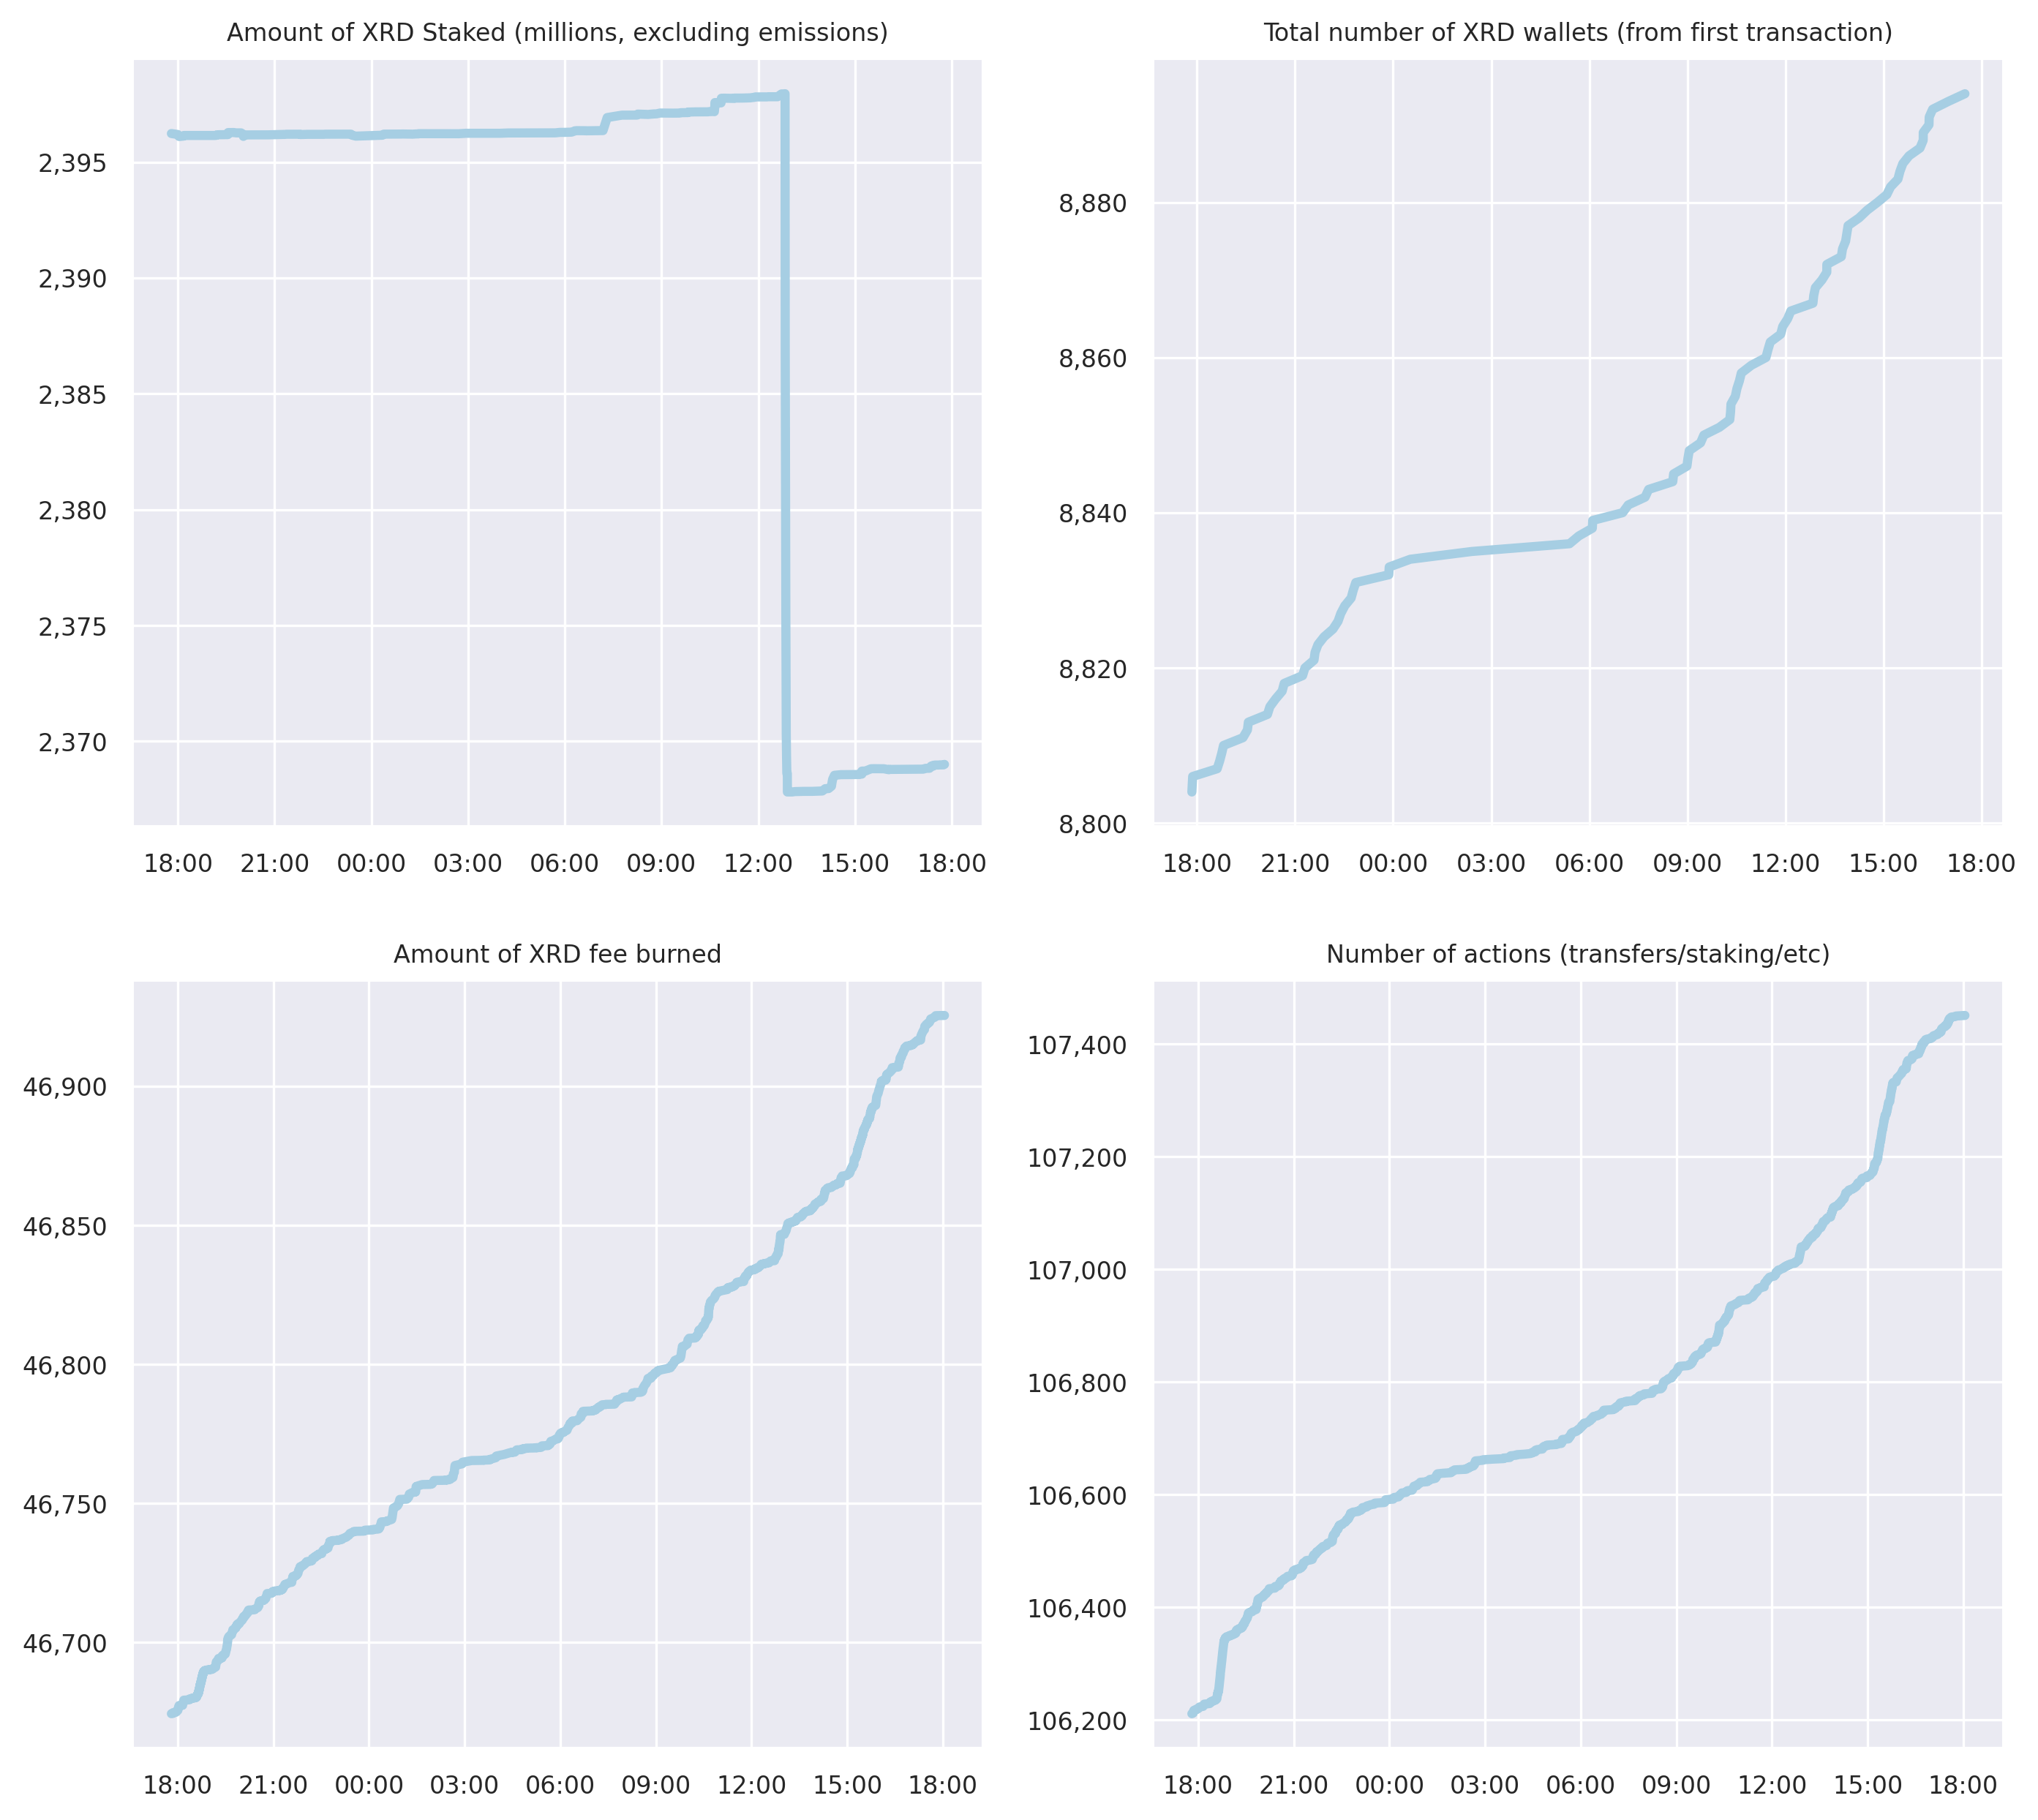 Amount of XRD Staked (millions, excluding emissions)
2,395
2,390
2,385
2,380
2,375
2,370
18:00 21:00 00:00 03:00 06:00 09:00 12:00 15:00 18:00
Total number of XRD wallets (from first transaction)
8,880
8,860
8,840
8,820
8,800
18:00 21:00 00:00 03:00 06:00 09:00 12:00 15:00 18:00
Amount of XRD fee burned
46,900
46,850
46,800
46,750
46,700
18:00 21:00 00:00 03:00 06:00 09:00 12:00 15:00 18:00
Number of actions (transfers/staking/etc)
107,400
107,200
107,000
106,800
106,600
106,400
106,200
18:00 21:00 00:00 03:00 06:00 09:00 12:00 15:00 18:00